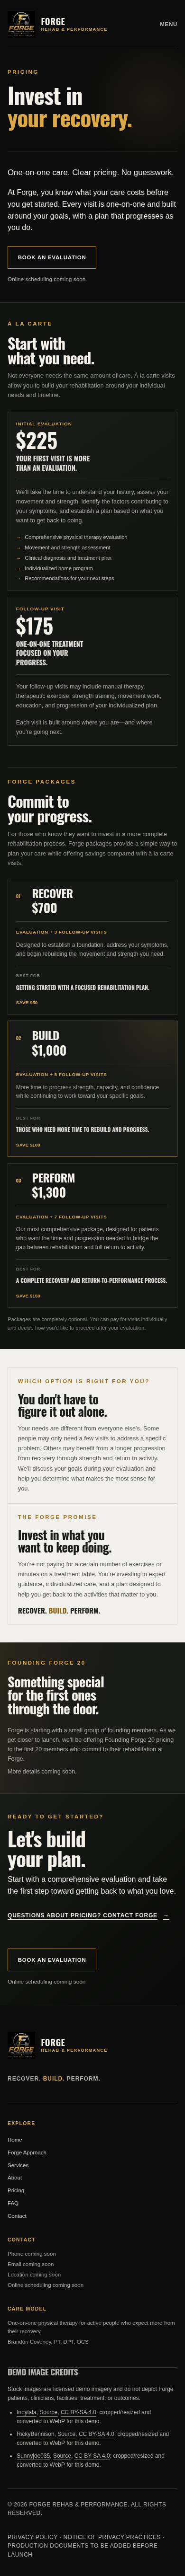 FORGE
REHAB & PERFORMANCE
MENU
PRICING
Invest in
your recovery.
One-on-one care. Clear pricing. No guesswork.
At Forge, you know what your care costs before
you get started. Every visit is one-on-one and built
around your goals, with a plan that progresses as
you do.
BOOK AN EVALUATION
Online scheduling coming soon
À LA CARTE
Start with
what you need.
Not everyone needs the same amount of care. À la carte visits
allow you to build your rehabilitation around your individual
needs and timeline.
INITIAL EVALUATION
$225
YOUR FIRST VISIT IS MORE
THAN AN EVALUATION.
We'll take the time to understand your history, assess your
movement and strength, identify the factors contributing to
your symptoms, and establish a plan based on what you
want to get back to doing.
– Comprehensive physical therapy evaluation
– Movement and strength assessment
– Clinical diagnosis and treatment plan
– Individualized home program
– Recommendations for your next steps
FOLLOW-UP VISIT
$175
ONE-ON-ONE TREATMENT
FOCUSED ON YOUR
PROGRESS.
Your follow-up visits may include manual therapy,
therapeutic exercise, strength training, movement work,
education, and progression of your individualized plan.
Each visit is built around where you are—and where
you're going next.
FORGE PACKAGES
Commit to
your progress.
For those who know they want to invest in a more complete
rehabilitation process, Forge packages provide a simple way to
plan your care while offering savings compared with à la carte
visits.
01 RECOVER
$700
EVALUATION + 3 FOLLOW-UP VISITS
Designed to establish a foundation, address your symptoms,
and begin rebuilding the movement and strength you need.
BEST FOR
GETTING STARTED WITH A FOCUSED REHABILITATION PLAN.
SAVE $50
02 BUILD
$1,000
EVALUATION + 5 FOLLOW-UP VISITS
More time to progress strength, capacity, and confidence
while continuing to work toward your specific goals.
BEST FOR
THOSE WHO NEED MORE TIME TO REBUILD AND PROGRESS.
SAVE $100
03 PERFORM
$1,300
EVALUATION + 7 FOLLOW-UP VISITS
Our most comprehensive package, designed for patients
who want the time and progression needed to bridge the
gap between rehabilitation and full return to activity.
BEST FOR
A COMPLETE RECOVERY AND RETURN-TO-PERFORMANCE PROCESS.
SAVE $150
Packages are completely optional. You can pay for visits individually
and decide how you'd like to proceed after your evaluation.
WHICH OPTION IS RIGHT FOR YOU?
You don't have to
figure it out alone.
Your needs are different from everyone else's. Some
people may only need a few visits to address a specific
problem. Others may benefit from a longer progression
from recovery through strength and return to activity.
We'll discuss your goals during your evaluation and
help you determine what makes the most sense for
you.
THE FORGE PROMISE
Invest in what you
want to keep doing.
You're not paying for a certain number of exercises or
minutes on a treatment table. You're investing in expert
guidance, individualized care, and a plan designed to
help you get back to the activities that matter to you.
RECOVER. BUILD. PERFORM.
FOUNDING FORGE 20
Something special
for the first ones
through the door.
Forge is starting with a small group of founding members. As we
get closer to launch, we'll be offering Founding Forge 20 pricing
to the first 20 members who commit to their rehabilitation at
Forge.
More details coming soon.
READY TO GET STARTED?
Let's build
your plan.
Start with a comprehensive evaluation and take
the first step toward getting back to what you love.
QUESTIONS ABOUT PRICING? CONTACT FORGE →
BOOK AN EVALUATION
Online scheduling coming soon
FORGE
REHAB & PERFORMANCE
RECOVER. BUILD. PERFORM.
EXPLORE
Home
Forge Approach
Services
About
Pricing
FAQ
Contact
CONTACT
Phone coming soon
Email coming soon
Location coming soon
Online scheduling coming soon
CARE MODEL
One-on-one physical therapy for active people who expect more from
their recovery.
Brandon Coveney, PT, DPT, OCS
DEMO IMAGE CREDITS
Stock images are licensed demo imagery and do not depict Forge
patients, clinicians, facilities, treatment, or outcomes.
• Indylala, Source, CC BY-SA 4.0; cropped/resized and
converted to WebP for this demo.
• RickyBennison, Source, CC BY-SA 4.0; cropped/resized and
converted to WebP for this demo.
• Sunnyjoe035, Source, CC BY-SA 4.0; cropped/resized and
converted to WebP for this demo.
© 2026 FORGE REHAB & PERFORMANCE. ALL RIGHTS
RESERVED.
PRIVACY POLICY · NOTICE OF PRIVACY PRACTICES ·
PRODUCTION DOCUMENTS TO BE ADDED BEFORE
LAUNCH